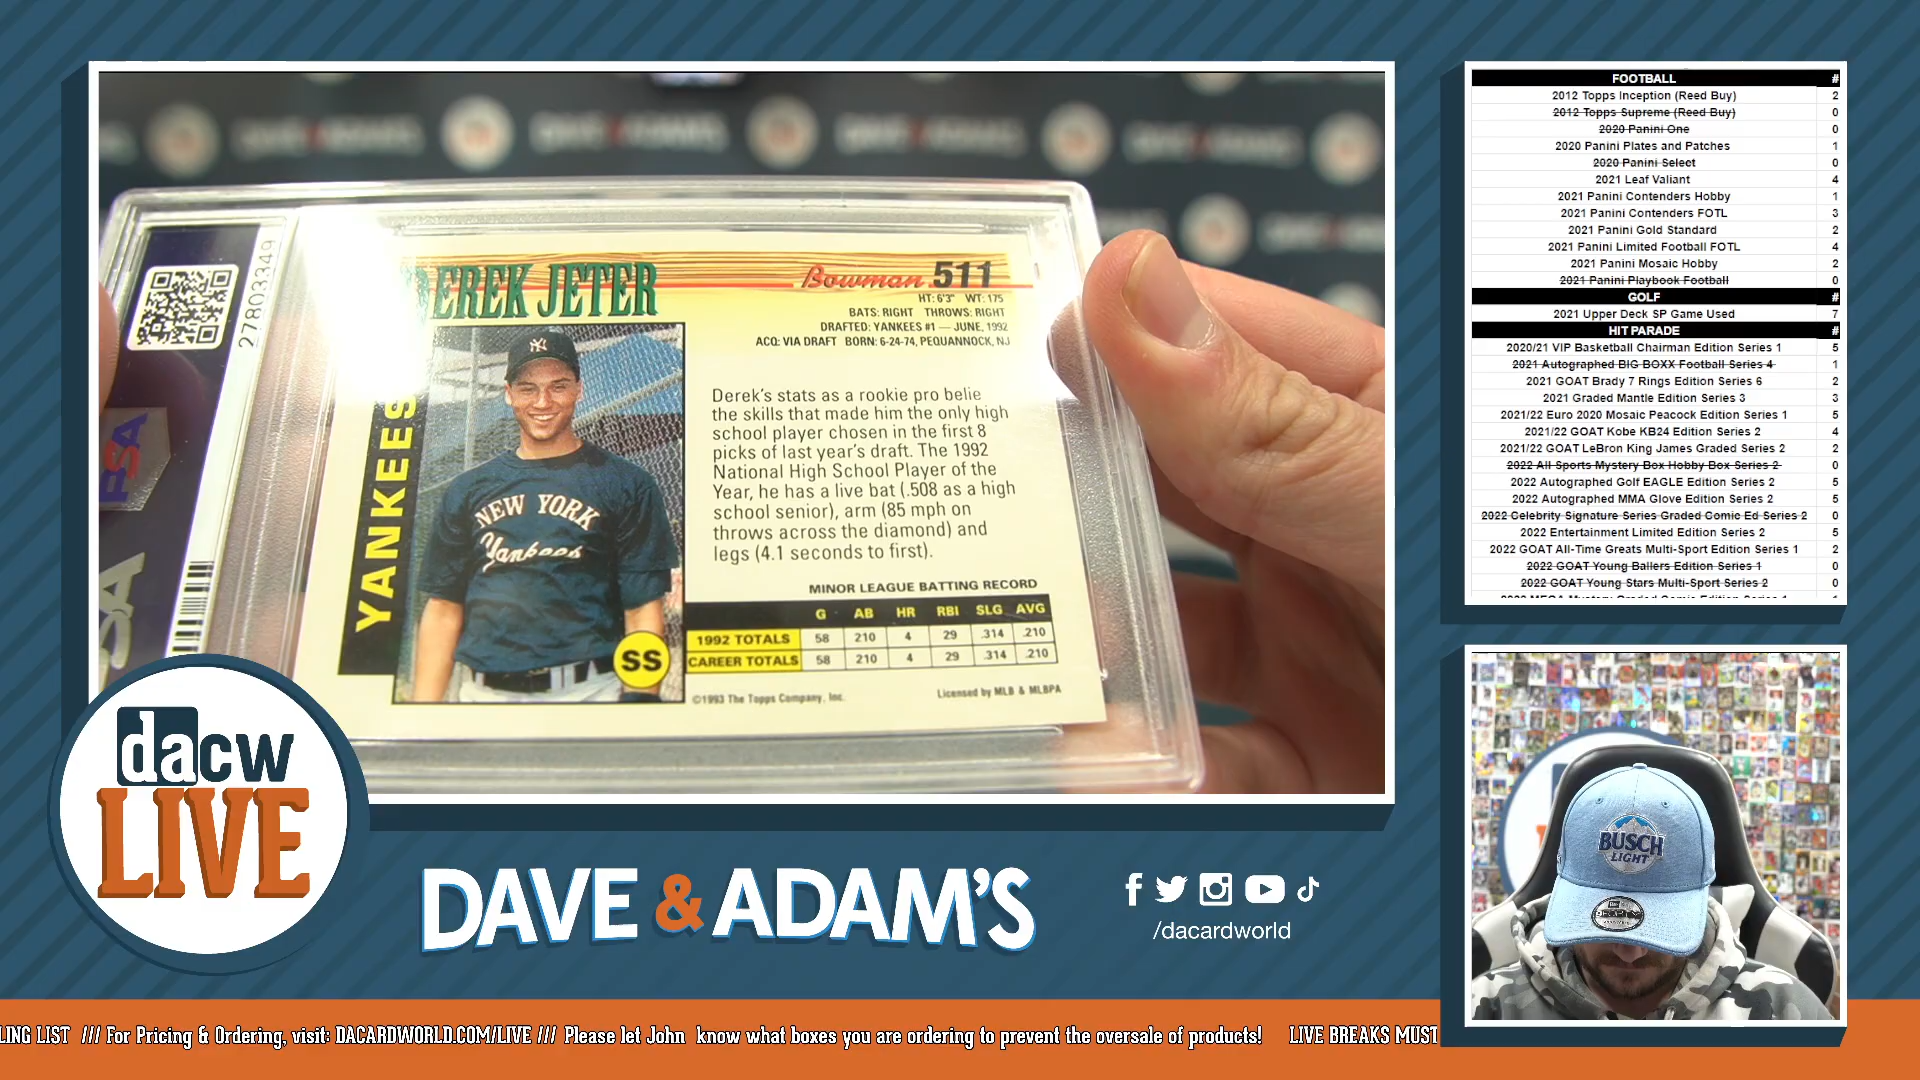 DAVE & ADAM'S
DAVE & ADAM'S
27803349
PSA
DEREK JETER
Bowman 511
HT: 6'3" WT: 175
BATS: RIGHT THROWS: RIGHT
DRAFTED: YANKEES #1 — JUNE, 1992
ACQ: VIA DRAFT BORN: 6-24-74, PEQUANNOCK, NJ
YANKEES
NEW YORK
Yankees
SS
Derek's stats as a rookie pro belie
the skills that made him the only high
school player chosen in the first 8
picks of last year's draft. The 1992
National High School Player of the
Year, he has a live bat (.508 as a high
school senior), arm (85 mph on
throws across the diamond) and
legs (4.1 seconds to first).
MINOR LEAGUE BATTING RECORD
G AB HR RBI SLG AVG
1992 TOTALS 58 210 4 29 .314 .210
CAREER TOTALS 58 210 4 29 .314 .210
©1993 The Topps Company, Inc.
Licensed by MLB & MLBPA
FOOTBALL #
2012 Topps Inception (Reed Buy) 2
2012 Topps Supreme (Reed Buy) 0
2020 Panini One 0
2020 Panini Plates and Patches 1
2020 Panini Select 0
2021 Leaf Valiant 4
2021 Panini Contenders Hobby 1
2021 Panini Contenders FOTL 3
2021 Panini Gold Standard 2
2021 Panini Limited Football FOTL 4
2021 Panini Mosaic Hobby 2
2021 Panini Playbook Football 0
GOLF #
2021 Upper Deck SP Game Used 7
HIT PARADE #
2020/21 VIP Basketball Chairman Edition Series 1 5
2021 Autographed BIG BOXX Football Series 4 1
2021 GOAT Brady 7 Rings Edition Series 6 2
2021 Graded Mantle Edition Series 3 3
2021/22 Euro 2020 Mosaic Peacock Edition Series 1 5
2021/22 GOAT Kobe KB24 Edition Series 2 4
2021/22 GOAT LeBron King James Graded Series 2 2
2022 All Sports Mystery Box Hobby Box Series 2 0
2022 Autographed Golf EAGLE Edition Series 2 5
2022 Autographed MMA Glove Edition Series 2 5
2022 Celebrity Signature Series Graded Comic Ed Series 2 0
2022 Entertainment Limited Edition Series 2 5
2022 GOAT All-Time Greats Multi-Sport Edition Series 1 2
2022 GOAT Young Ballers Edition Series 1 0
2022 GOAT Young Stars Multi-Sport Series 2 0
BUSCH
LIGHT
dacw
LIVE
DAVE & ADAM'S
/dacardworld
LING LIST /// For Pricing & Ordering, visit: DACARDWORLD.COM/LIVE /// Please let John know what boxes you are ordering to prevent the oversale of products! LIVE BREAKS MUST